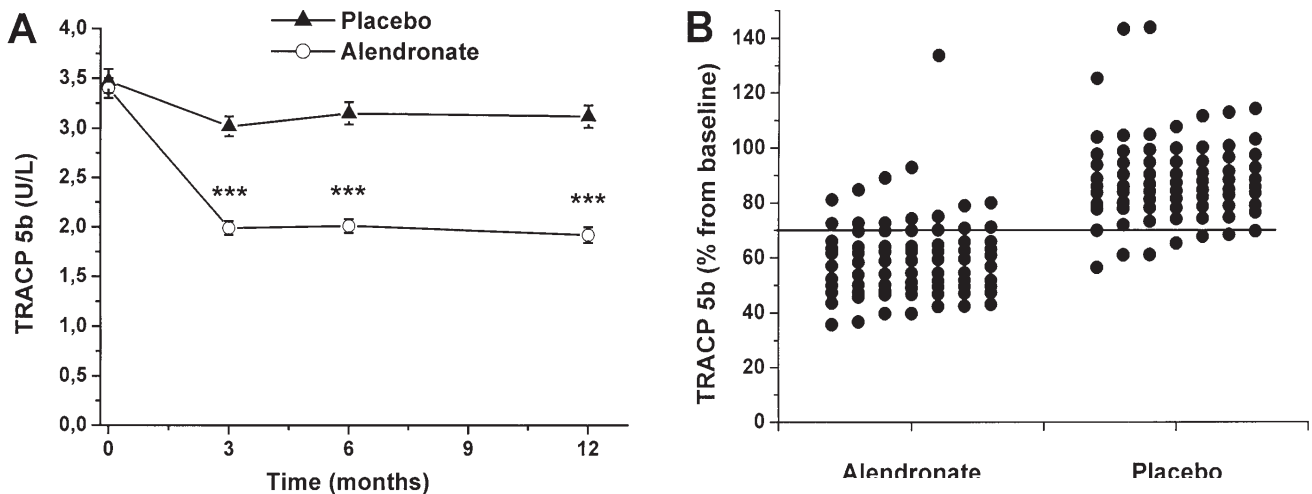 A
Placebo
Alendronate
4,0
3,5
3,0
2,5
2,0
1,5
1,0
0,5
0,0
TRACP 5b (U/L)
***
***
***
0
3
6
9
12
Time (months)
B
140
120
100
80
60
40
20
0
TRACP 5b (% from baseline)
Alendronate
Placebo